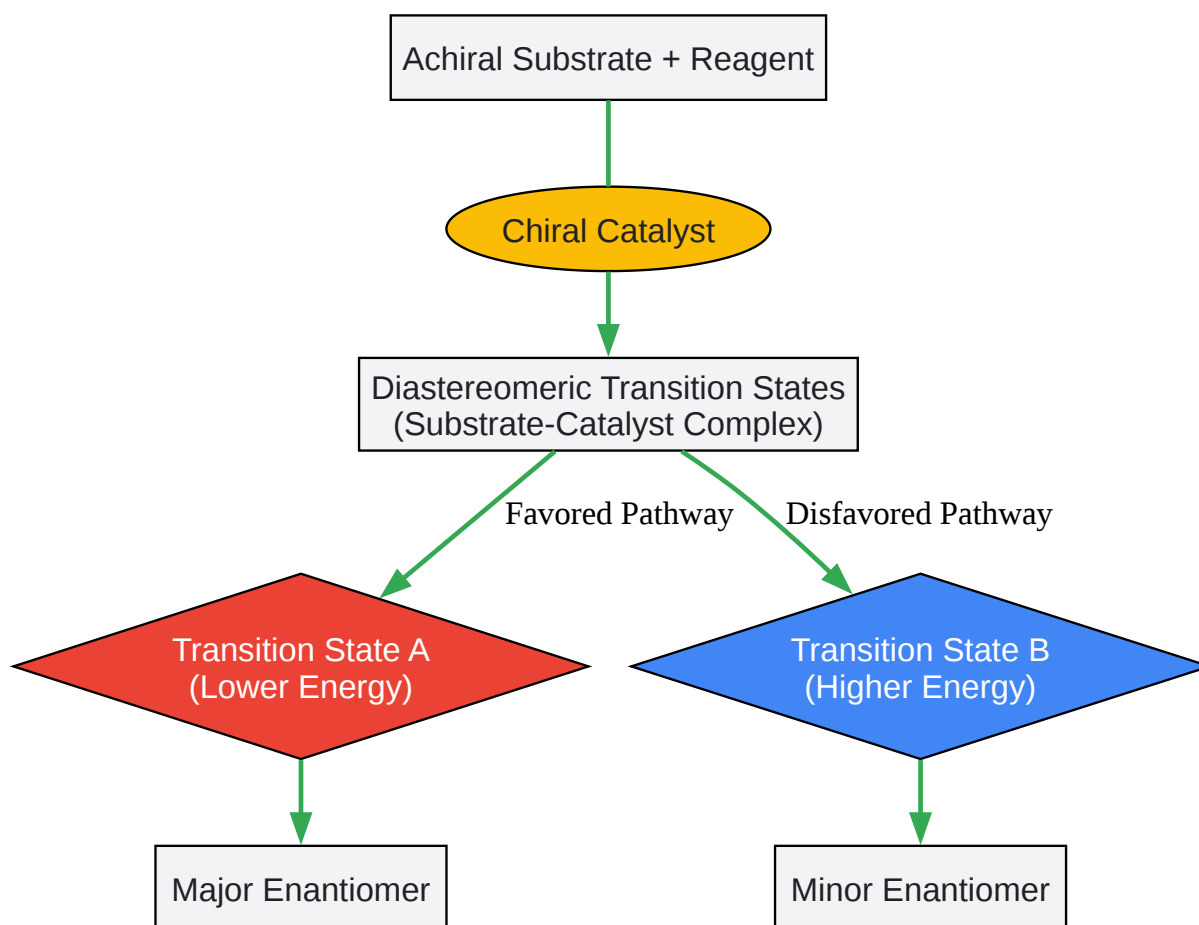 Achiral Substrate + Reagent
Chiral Catalyst
Diastereomeric Transition States
(Substrate-Catalyst Complex)
Favored Pathway
Disfavored Pathway
Transition State A
(Lower Energy)
Transition State B
(Higher Energy)
Major Enantiomer
Minor Enantiomer